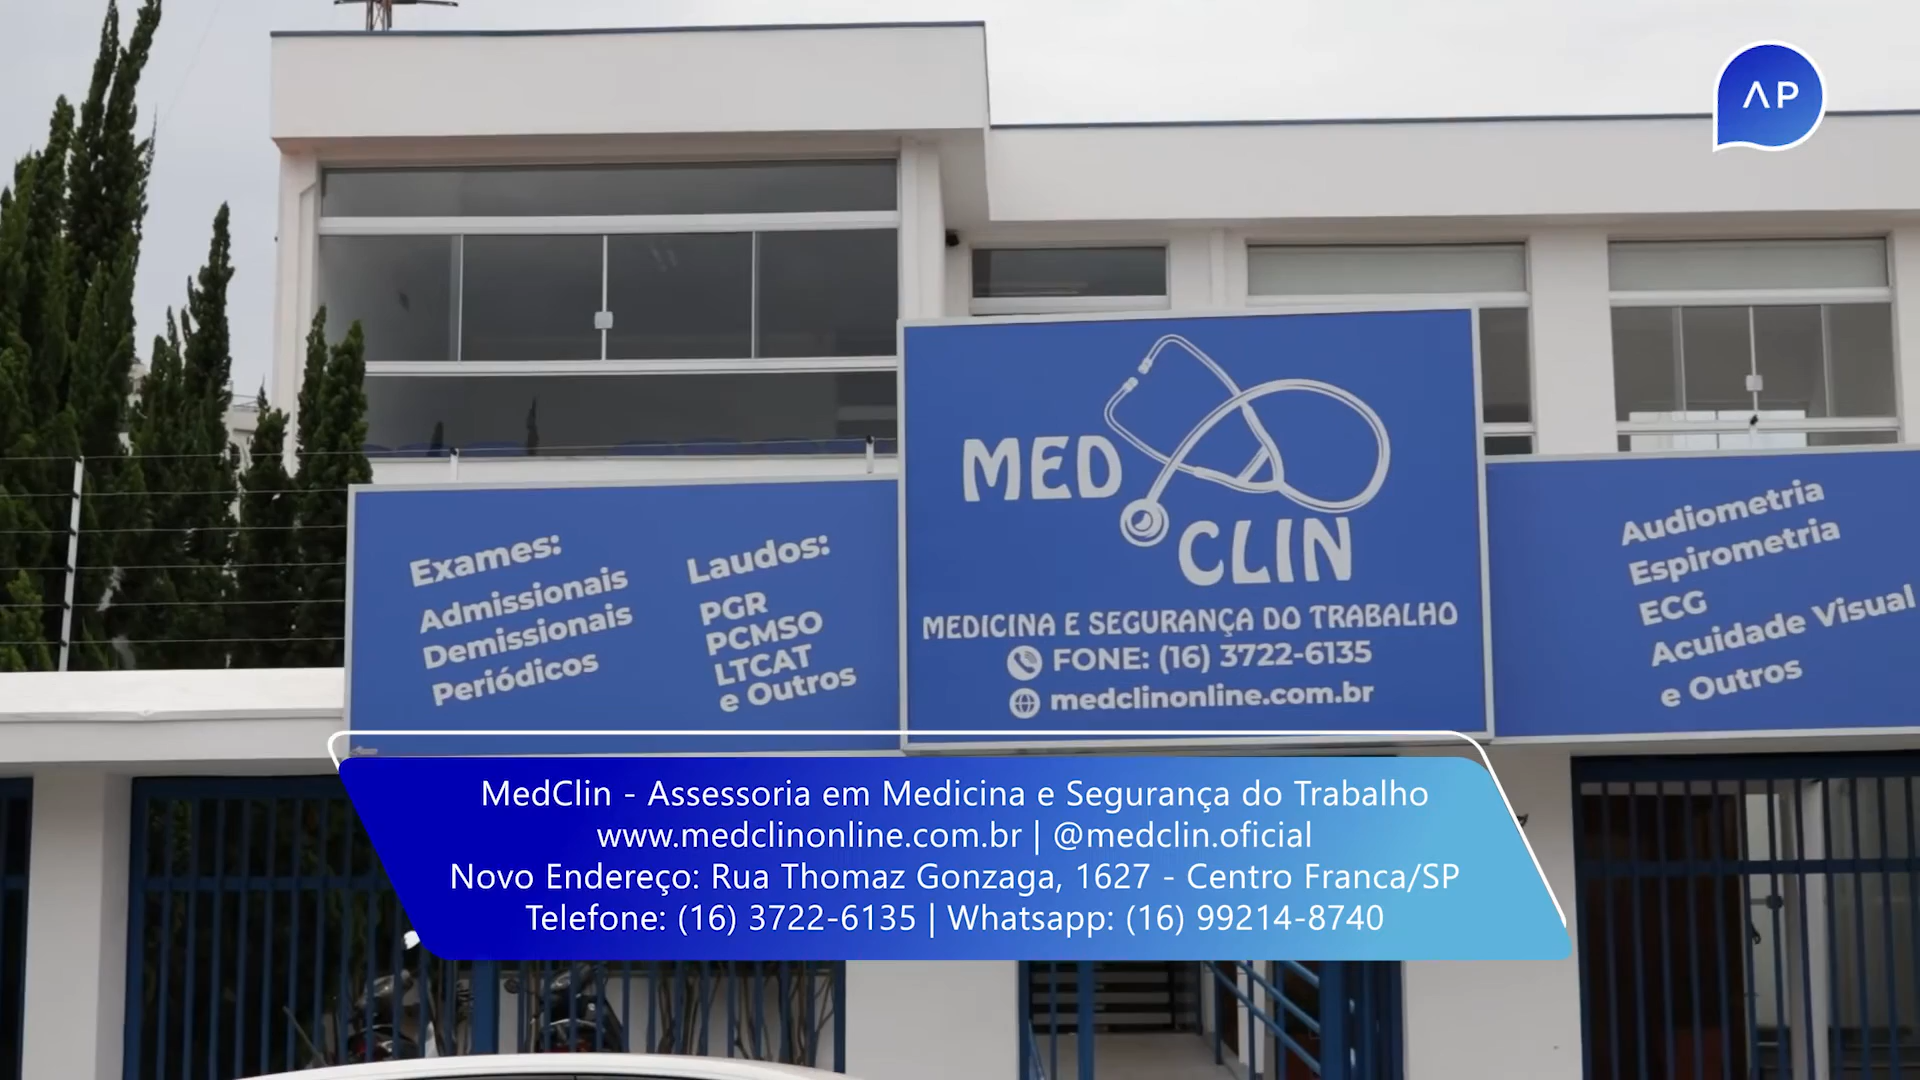 AP
MED
CLIN
MEDICINA E SEGURANÇA DO TRABALHO
FONE: (16) 3722-6135
medclinonline.com.br
Exames:
Admissionais
Demissionais
Periódicos
Laudos:
PGR
PCMSO
LTCAT
e Outros
Audiometria
Espirometria
ECG
Acuidade Visual
e Outros
MedClin - Assessoria em Medicina e Segurança do Trabalho
www.medclinonline.com.br | @medclin.oficial
Novo Endereço: Rua Thomaz Gonzaga, 1627 - Centro Franca/SP
Telefone: (16) 3722-6135 | Whatsapp: (16) 99214-8740